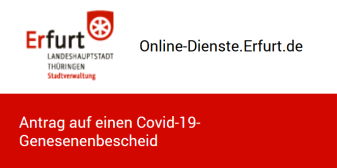 Erfurt
LANDESHAUPTSTADT
THÜRINGEN
Stadtverwaltung
Online-Dienste.Erfurt.de
Antrag auf einen Covid-19-
Genesenenbescheid